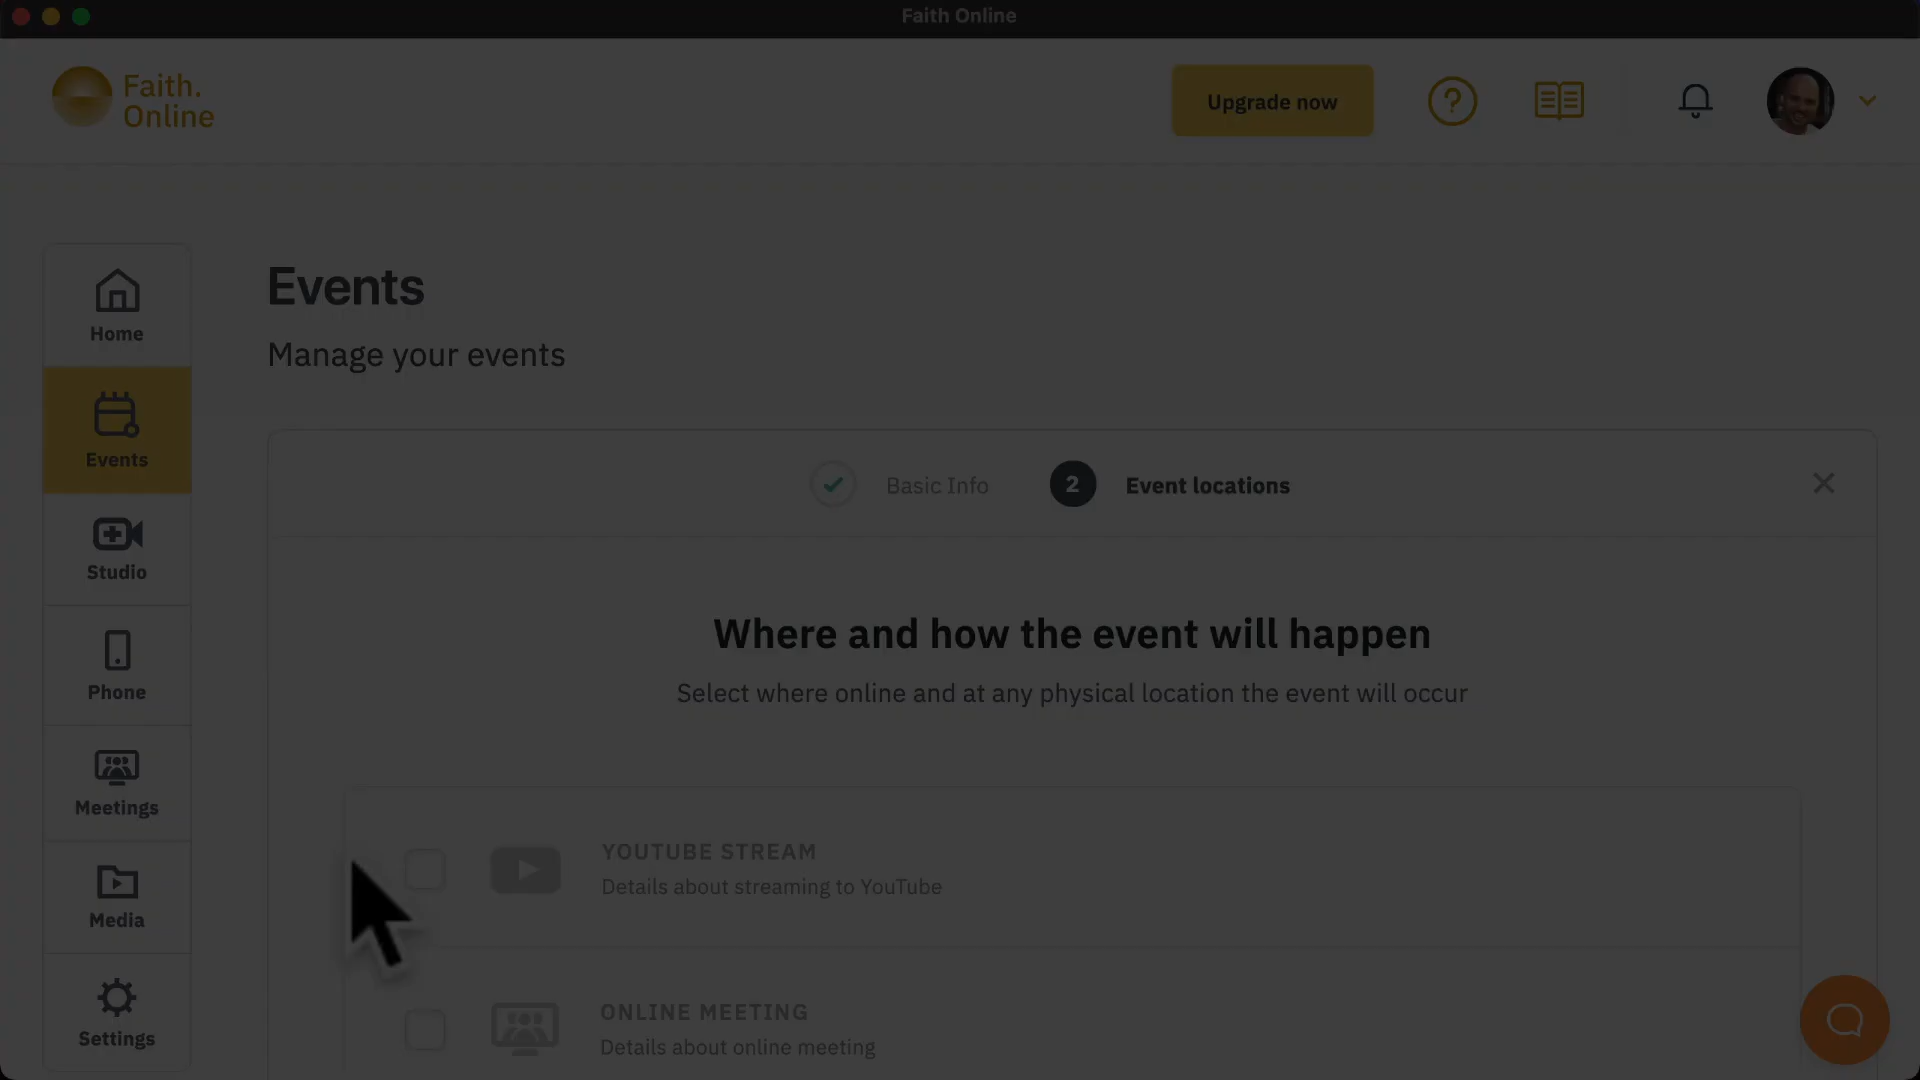 Faith Online
Faith.
Online
Upgrade now
?
Home
Events
Studio
Phone
Meetings
Media
Settings
Events
Manage your events
Basic Info
2
Event locations
Where and how the event will happen
Select where online and at any physical location the event will occur
YOUTUBE STREAM
Details about streaming to YouTube
ONLINE MEETING
Details about online meeting